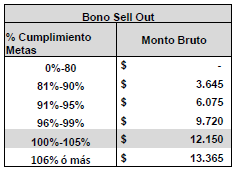 Bono Sell Out
% Cumplimiento Metas Monto Bruto
0%-80 $ -
81%-90% $ 3.645
91%-95% $ 6.075
96%-99% $ 9.720
100%-105% $ 12.150
106% ó más $ 13.365